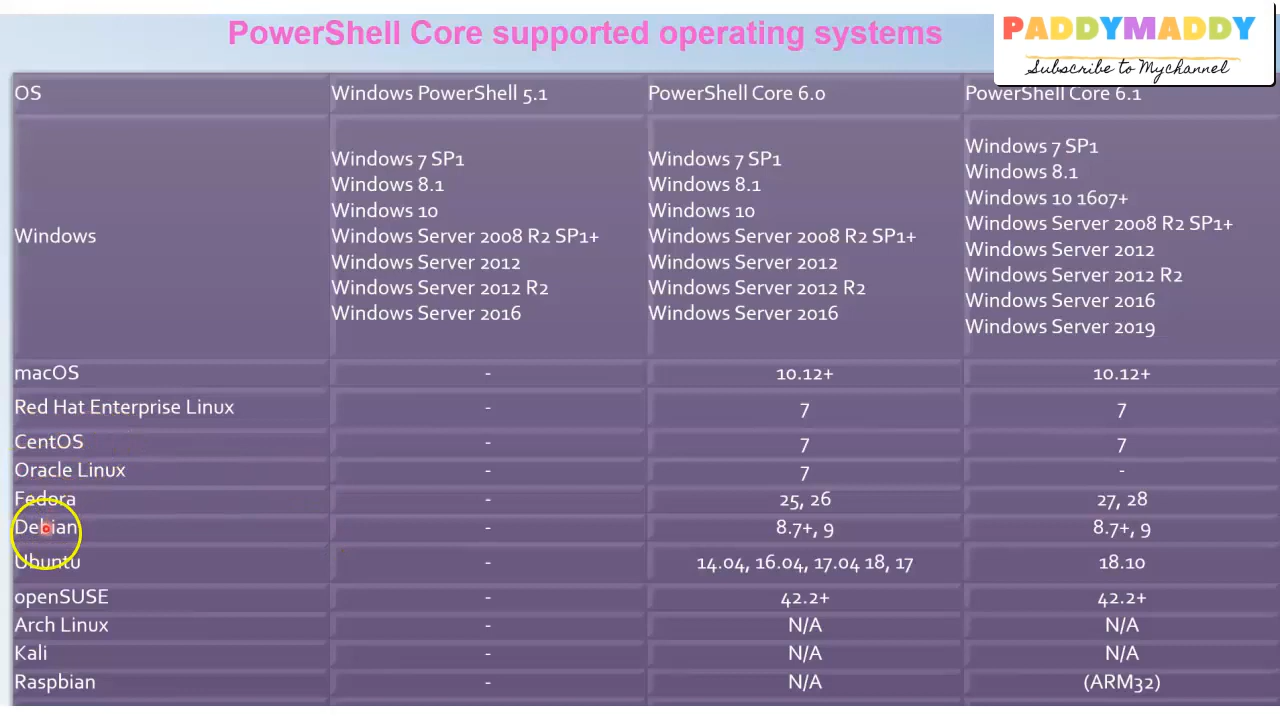 PowerShell Core supported operating systems
PADDYMADDY
Subscribe to Mychannel
OS Windows PowerShell 5.1 PowerShell Core 6.0 PowerShell Core 6.1
Windows
Windows 7 SP1
Windows 8.1
Windows 10
Windows Server 2008 R2 SP1+
Windows Server 2012
Windows Server 2012 R2
Windows Server 2016
Windows 7 SP1
Windows 8.1
Windows 10
Windows Server 2008 R2 SP1+
Windows Server 2012
Windows Server 2012 R2
Windows Server 2016
Windows 7 SP1
Windows 8.1
Windows 10 1607+
Windows Server 2008 R2 SP1+
Windows Server 2012
Windows Server 2012 R2
Windows Server 2016
Windows Server 2019
macOS - 10.12+ 10.12+
Red Hat Enterprise Linux - 7 7
CentOS - 7 7
Oracle Linux - 7 -
Fedora - 25, 26 27, 28
Debian - 8.7+, 9 8.7+, 9
Ubuntu - 14.04, 16.04, 17.04 18, 17 18.10
openSUSE - 42.2+ 42.2+
Arch Linux - N/A N/A
Kali - N/A N/A
Raspbian - N/A (ARM32)